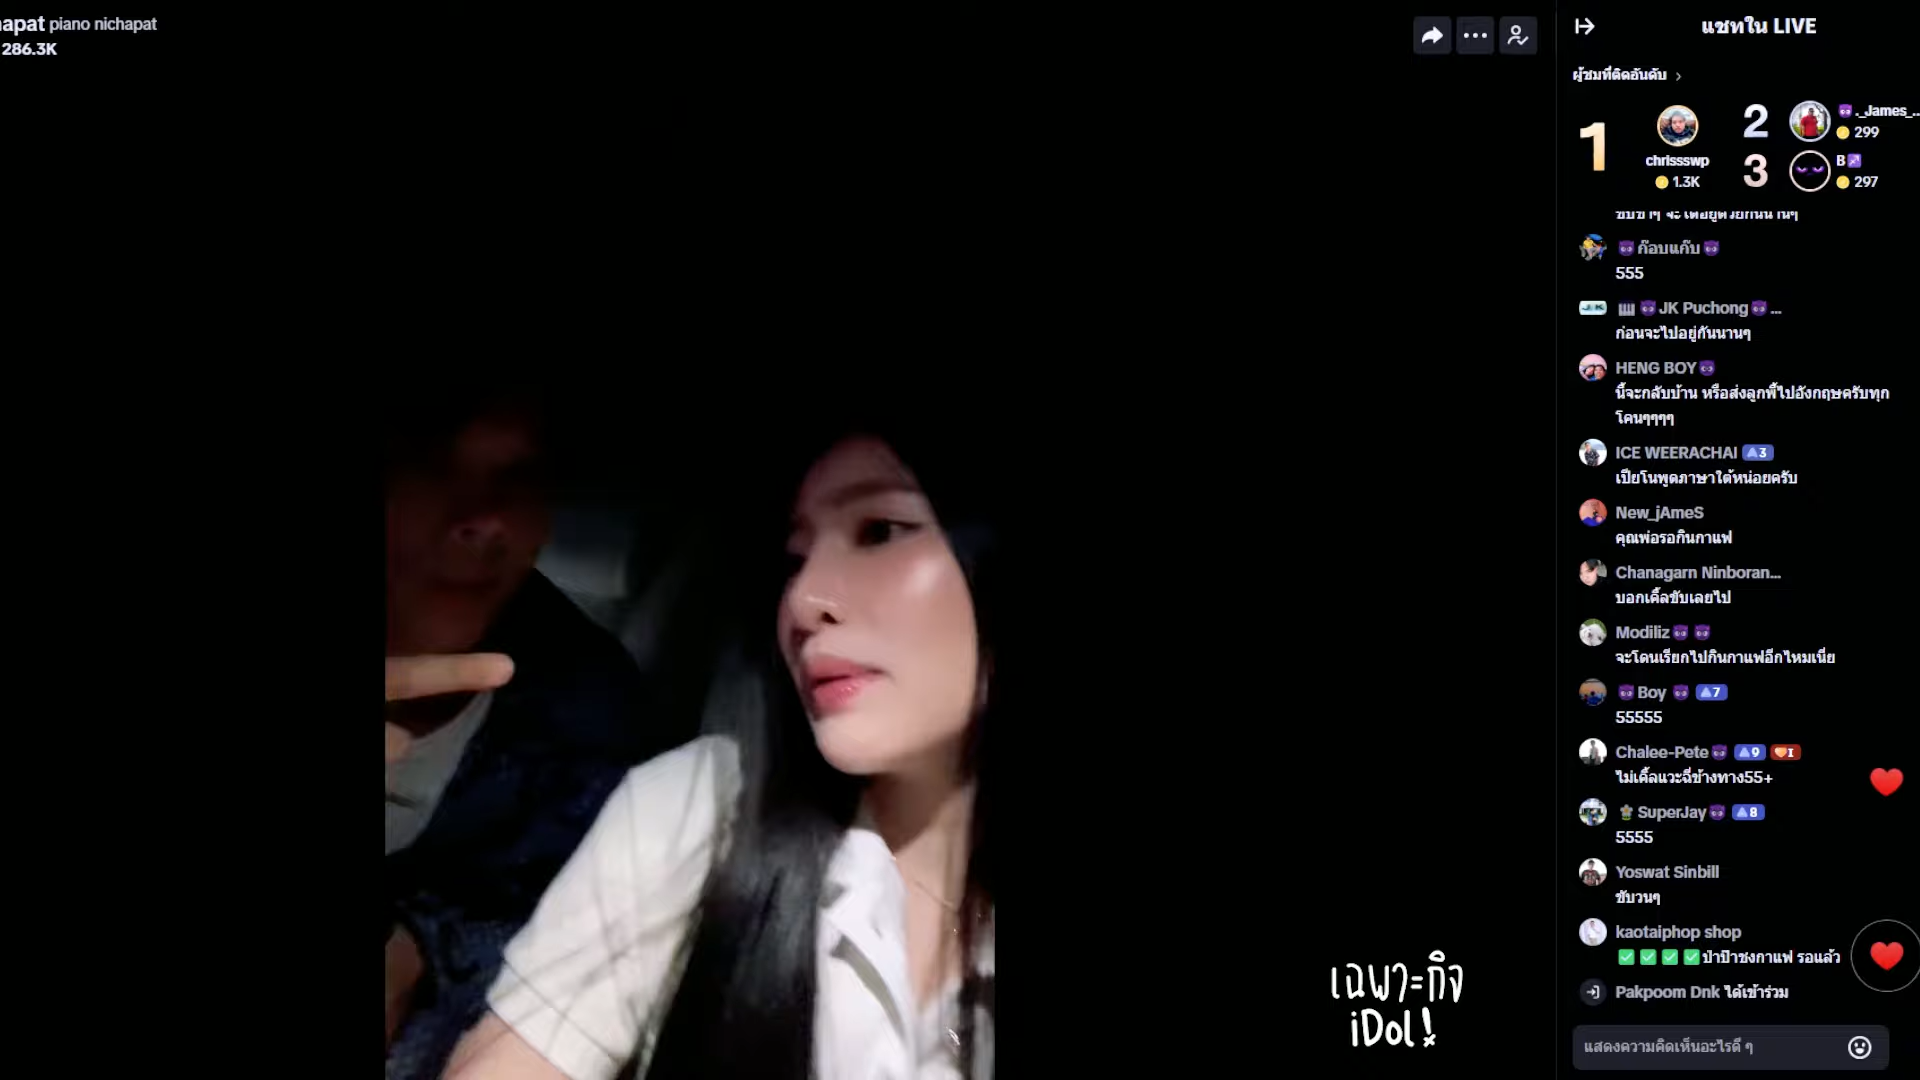 hapat piano nichapat
286.3K
แชทใน LIVE
ผู้ชมที่ติดอันดับ
1
chrissswp
1.3K
2
._James_...
299
3
B
297
ก๊อบแก๊บ
555
JK Puchong ...
ก่อนจะไปอยู่กันนานๆ
HENG BOY
นี้จะกลับบ้าน หรือส่งลูกพี้ไปอังกฤษครับทุก
โคนๆๆๆๆ
ICE WEERACHAI 3
เปียโนพูดภาษาใต้หน่อยครับ
New_jAmeS
คุณพ่อรอกินกาแฟ
Chanagarn Ninboran...
บอกเคิ้ลขับเลยไป
Modiliz
จะโดนเรียกไปกินกาแฟอีกไหมเนี่ย
Boy 7
55555
Chalee-Pete 9 I
ไม่เคิ้ลแวะฉี่ข้างทาง55+
SuperJay 8
5555
Yoswat Sinbill
ขับวนๆ
kaotaiphop shop
ป่าป๊าชงกาแฟ รอแล้ว
Pakpoom Dnk ได้เข้าร่วม
แสดงความคิดเห็นอะไรดี ๆ
เฉพาะกิจ
iDol!